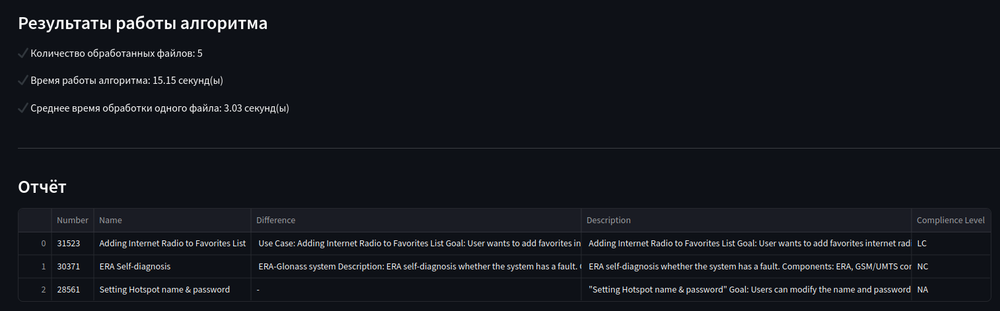 Результаты работы алгоритма
Количество обработанных файлов: 5
Время работы алгоритма: 15.15 секунд(ы)
Среднее время обработки одного файла: 3.03 секунд(ы)
Отчёт
Number Name Difference Description Complience Level
0 31523 Adding Internet Radio to Favorites List Use Case: Adding Internet Radio to Favorites List Goal: User wants to add favorites in Adding Internet Radio to Favorites List Goal: User wants to add favorites internet radi LC
1 30371 ERA Self-diagnosis ERA-Glonass system Description: ERA self-diagnosis whether the system has a fault. ERA self-diagnosis whether the system has a fault. Components: ERA, GSM/UMTS cor NC
2 28561 Setting Hotspot name & password - "Setting Hotspot name & password" Goal: Users can modify the name and password NA